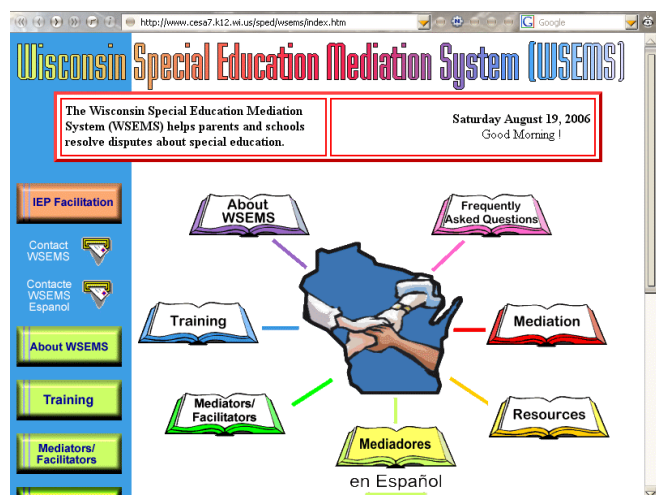 http://www.cesa7.k12.wi.us/sped/wsems/index.htm
Google
Wisconsin Special Education Mediation System (WSEMS)
The Wisconsin Special Education Mediation
System (WSEMS) helps parents and schools
resolve disputes about special education.
Saturday August 19, 2006
Good Morning !
IEP Facilitation
Contact
WSEMS
Contacte
WSEMS
Espanol
About WSEMS
Training
Mediators/
Facilitators
About
WSEMS
Frequently
Asked Questions
Training
Mediation
Mediators/
Facilitators
Resources
Mediadores
en Español